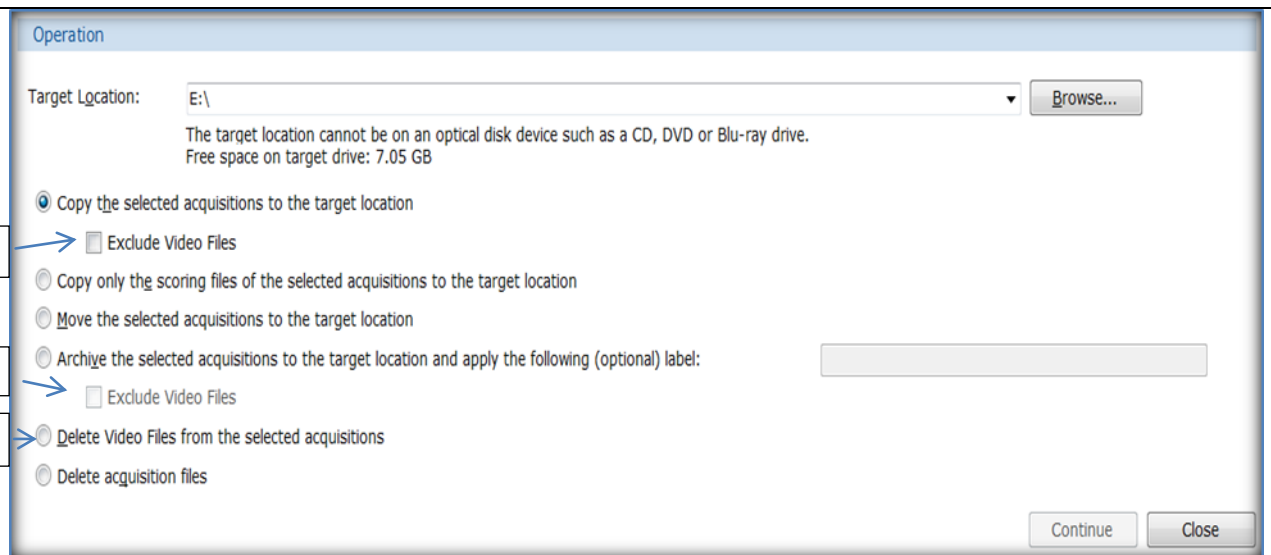 Operation
Target Location: E:\ Browse...
The target location cannot be on an optical disk device such as a CD, DVD or Blu-ray drive.
Free space on target drive: 7.05 GB
Copy the selected acquisitions to the target location
Exclude Video Files
Copy only the scoring files of the selected acquisitions to the target location
Move the selected acquisitions to the target location
Archive the selected acquisitions to the target location and apply the following (optional) label:
Exclude Video Files
Delete Video Files from the selected acquisitions
Delete acquisition files
Continue Close